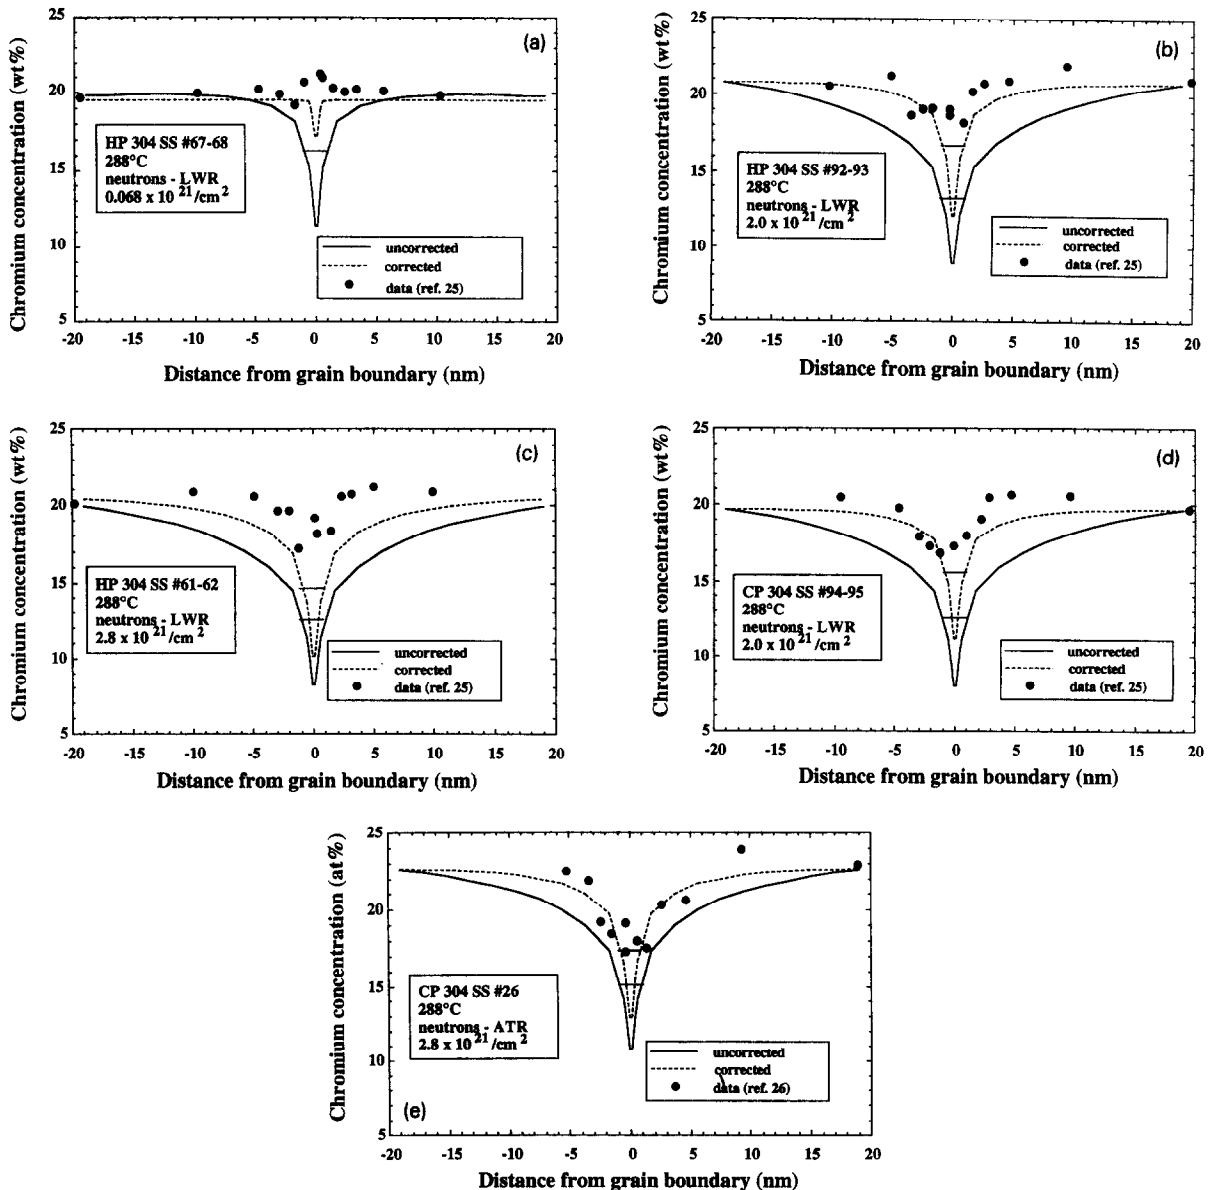 25
(a)
20
15
10
5
Chromium concentration (wt%)
HP 304 SS #67-68
288°C
neutrons - LWR
0.068 x 10 21/cm 2
uncorrected
corrected
data (ref. 25)
-20 -15 -10 -5 0 5 10 15 20
Distance from grain boundary (nm)
25
(b)
20
15
10
5
Chromium concentration (wt%)
HP 304 SS #92-93
288°C
neutrons - LWR
2.0 x 10 21/cm 2
uncorrected
corrected
data (ref. 25)
-20 -15 -10 -5 0 5 10 15 20
Distance from grain boundary (nm)
25
(c)
20
15
10
5
Chromium concentration (wt%)
HP 304 SS #61-62
288°C
neutrons - LWR
2.8 x 10 21/cm 2
uncorrected
corrected
data (ref. 25)
-20 -15 -10 -5 0 5 10 15 20
Distance from grain boundary (nm)
25
(d)
20
15
10
5
Chromium concentration (wt%)
CP 304 SS #94-95
288°C
neutrons - LWR
2.0 x 10 21/cm 2
uncorrected
corrected
data (ref. 25)
-20 -15 -10 -5 0 5 10 15 20
Distance from grain boundary (nm)
25
20
15
10
5
Chromium concentration (at%)
CP 304 SS #26
288°C
neutrons - ATR
2.8 x 10 21/cm 2
uncorrected
corrected
data (ref. 26)
(e)
-20 -15 -10 -5 0 5 10 15 20
Distance from grain boundary (nm)